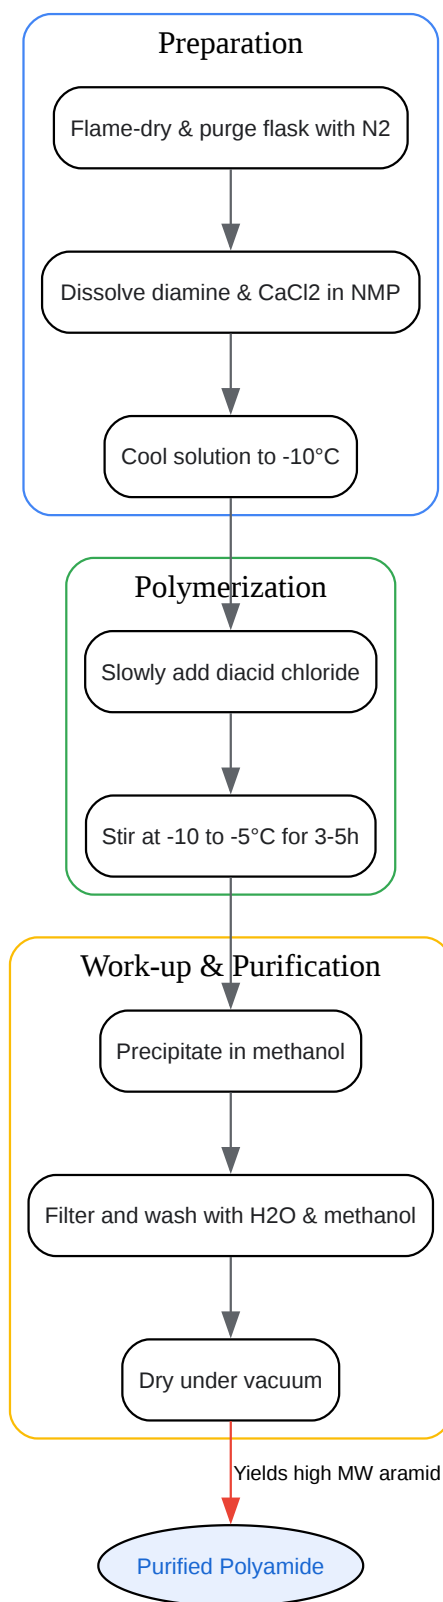 Preparation
Flame-dry & purge flask with N2
Dissolve diamine & CaCl2 in NMP
Cool solution to -10°C
Polymerization
Slowly add diacid chloride
Stir at -10 to -5°C for 3-5h
Work-up & Purification
Precipitate in methanol
Filter and wash with H2O & methanol
Dry under vacuum
Yields high MW aramid
Purified Polyamide